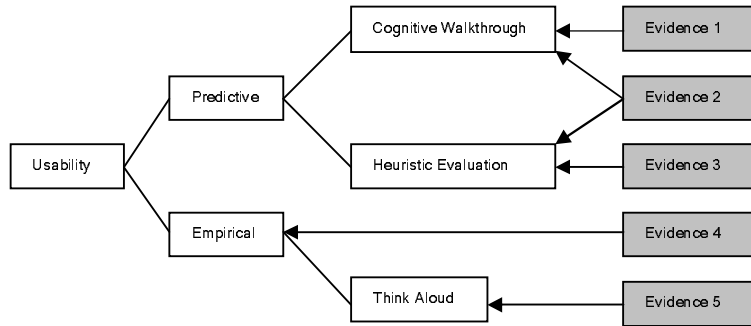 Cognitive Walkthrough
Evidence 1
Predictive
Evidence 2
Usability
Heuristic Evaluation
Evidence 3
Empirical
Evidence 4
Think Aloud
Evidence 5